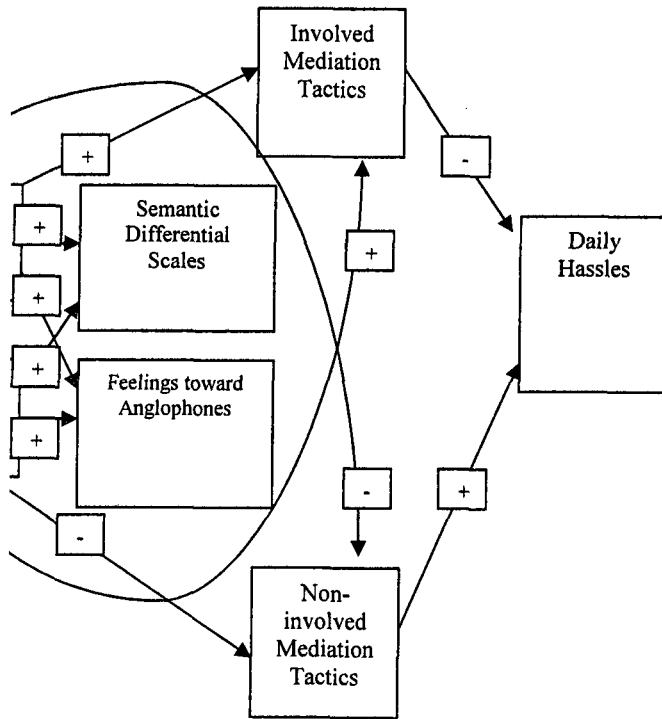 Involved
Mediation
Tactics
+
-
Semantic
Differential
Scales
+
+
Daily
Hassles
+
+
Feelings toward
Anglophones
+
-
+
-
Non-
involved
Mediation
Tactics